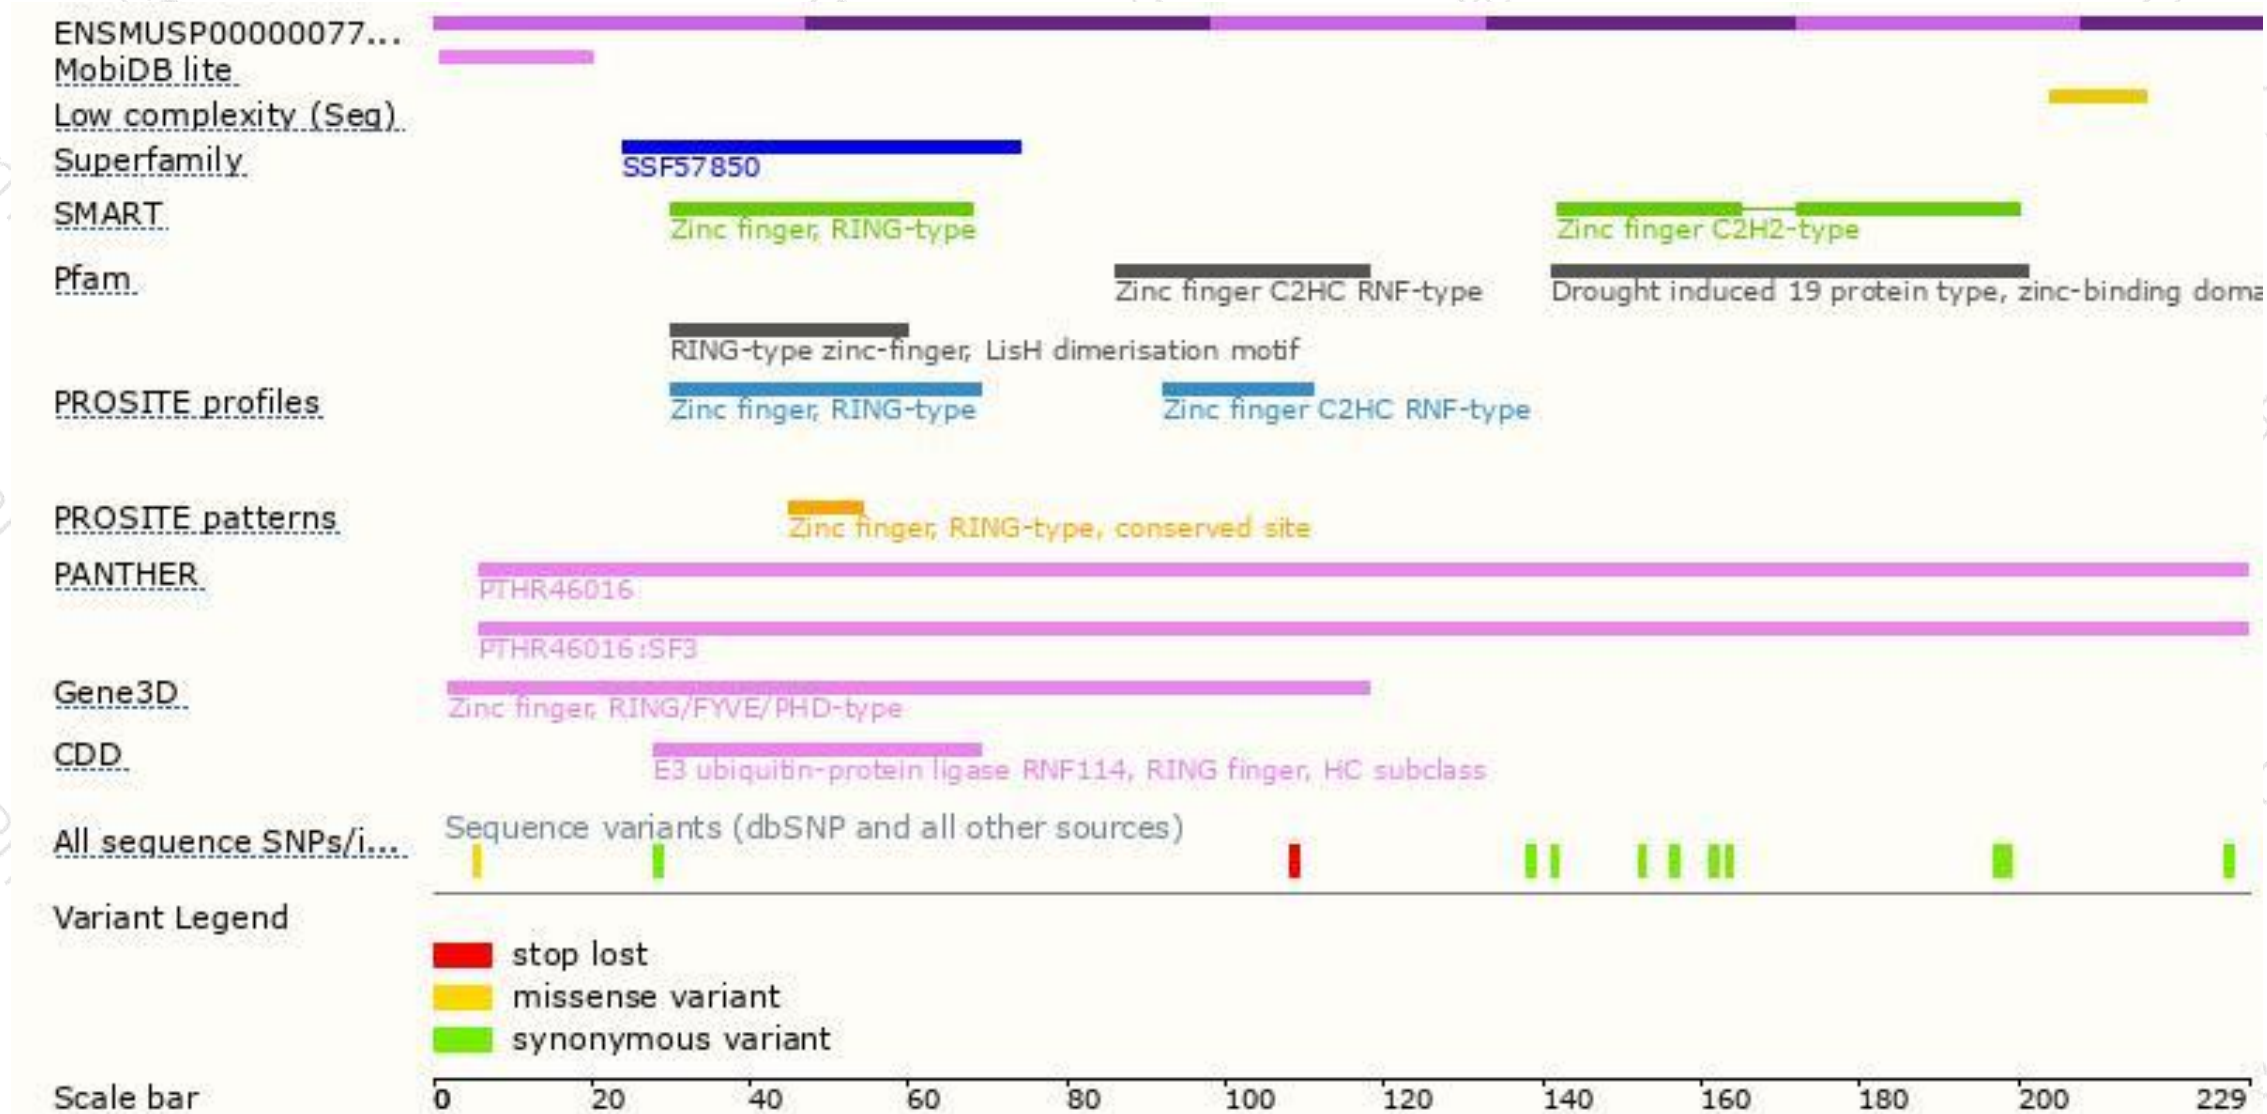 ENSMUSP00000077...
MobiDB lite
Low complexity (Seg)
Superfamily
SSF57850
SMART
Zinc finger, RING-type
Zinc finger C2H2-type
Pfam
Zinc finger C2HC RNF-type
Drought induced 19 protein type, zinc-binding doma
RING-type zinc-finger, LisH dimerisation motif
PROSITE profiles
Zinc finger, RING-type
Zinc finger C2HC RNF-type
PROSITE patterns
Zinc finger, RING-type, conserved site
PANTHER
PTHR46016
PTHR46016:SF3
Gene3D
Zinc finger, RING/FYVE/PHD-type
CDD
E3 ubiquitin-protein ligase RNF114, RING finger, HC subclass
Sequence variants (dbSNP and all other sources)
All sequence SNPs/i...
Variant Legend
stop lost
missense variant
synonymous variant
Scale bar 0 20 40 60 80 100 120 140 160 180 200 229